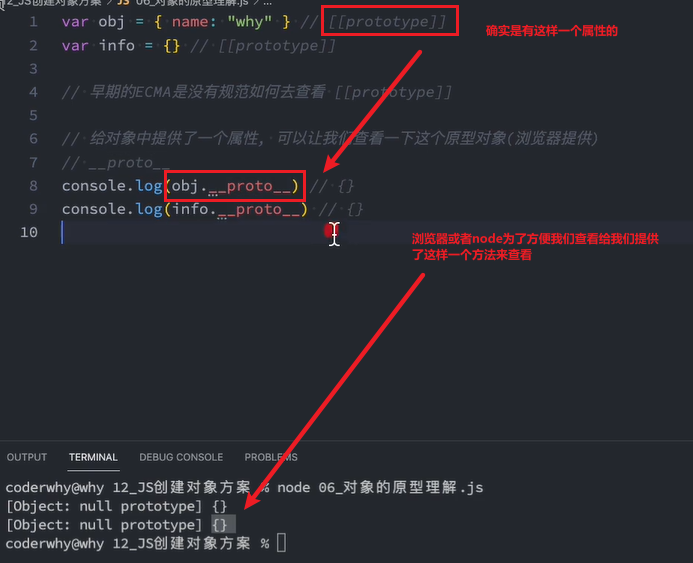 12_JS创建对象方案 > JS 06_对象的原型理解.js > ...
1 var obj = { name: "why" } // [[prototype]]
确实是有这样一个属性的
2 var info = {} // [[prototype]]
3
4 // 早期的ECMA是没有规范如何去查看 [[prototype]]
5
6 // 给对象中提供了一个属性, 可以让我们查看一下这个原型对象(浏览器提供)
7 // __proto__
8 console.log(obj.__proto__) // {}
9 console.log(info.__proto__) // {}
10
浏览器或者node为了方便我们查看给我们提供
了这样一个方法来查看
OUTPUT TERMINAL DEBUG CONSOLE PROBLEMS
coderwhy@why 12_JS创建对象方案 % node 06_对象的原型理解.js
[Object: null prototype] {}
[Object: null prototype] {}
coderwhy@why 12_JS创建对象方案 %